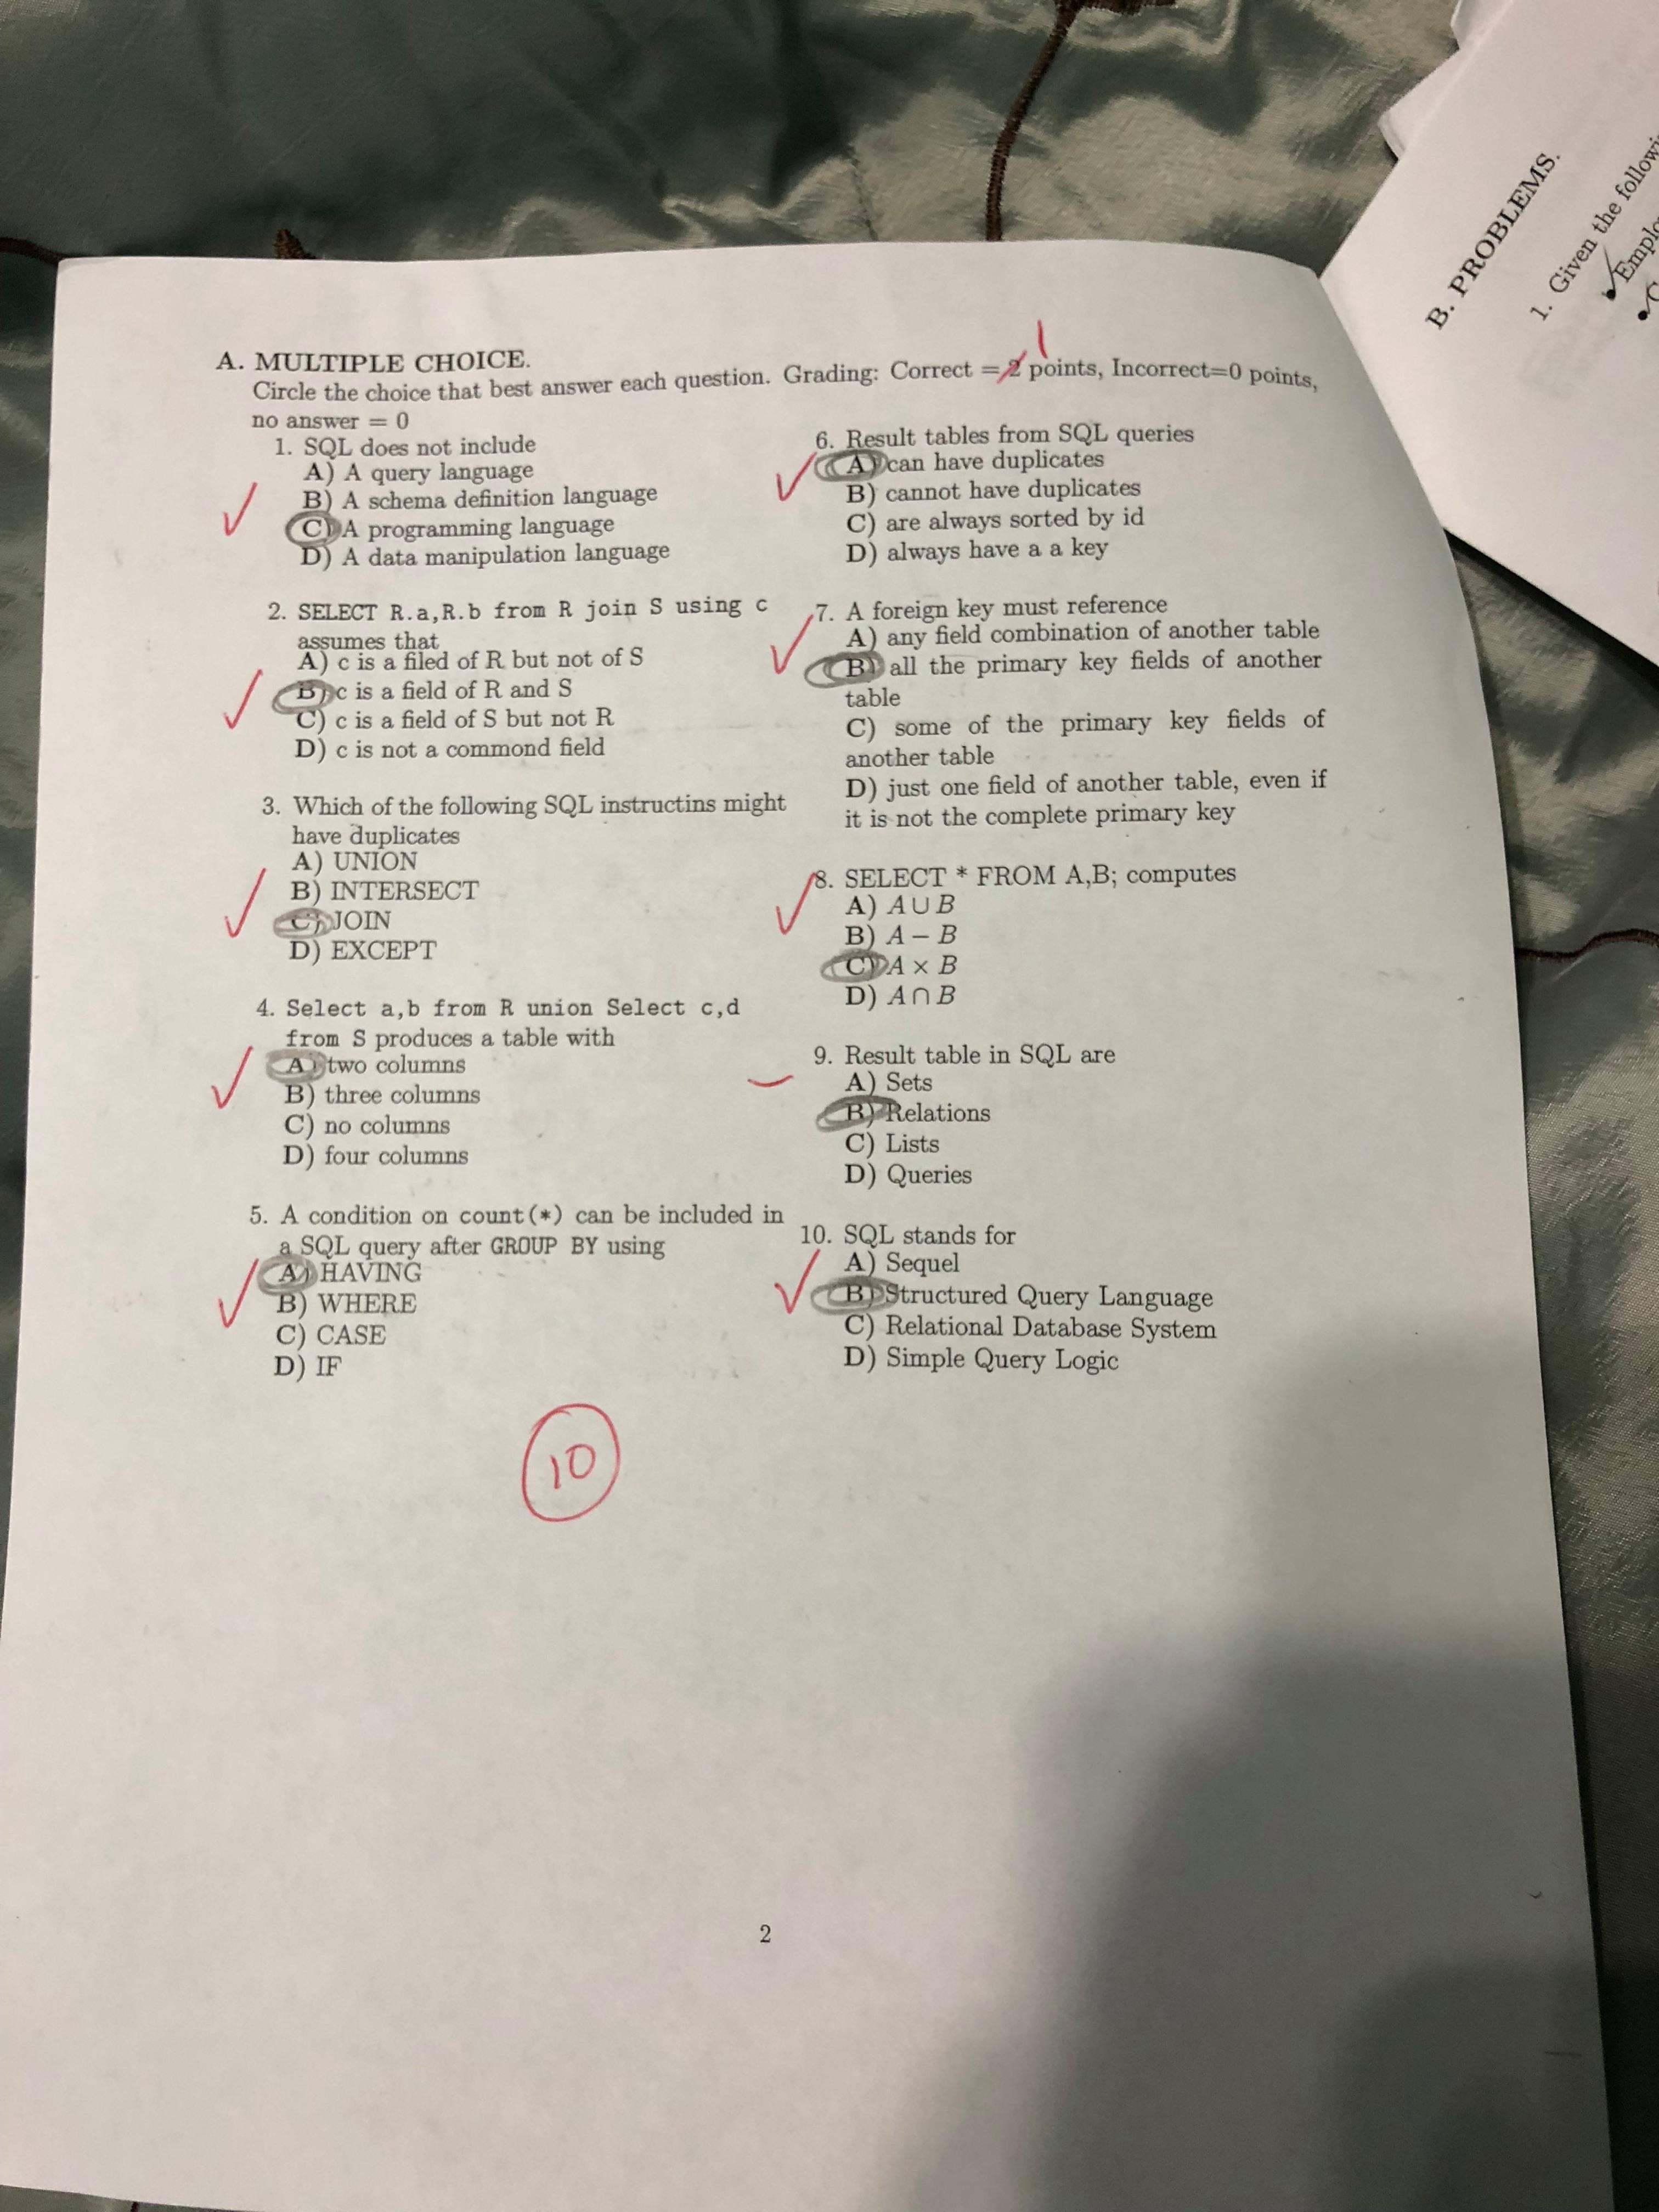 A. MULTIPLE CHOICE.
Circle the choice that best answer each question. Grading: Correct = 2 points, Incorrect=0 points,
1
no answer = 0
1. SQL does not include
A) A query language
B) A schema definition language
C) A programming language
D) A data manipulation language
2. SELECT R.a,R.b from R join S using c
assumes that
A) c is a filed of R but not of S
B) c is a field of R and S
C) c is a field of S but not R
D) c is not a commond field
3. Which of the following SQL instructins might
have duplicates
A) UNION
B) INTERSECT
C) JOIN
D) EXCEPT
4. Select a,b from R union Select c,d
from S produces a table with
A) two columns
B) three columns
C) no columns
D) four columns
5. A condition on count(*) can be included in
a SQL query after GROUP BY using
A) HAVING
B) WHERE
C) CASE
D) IF
6. Result tables from SQL queries
A) can have duplicates
B) cannot have duplicates
C) are always sorted by id
D) always have a a key
7. A foreign key must reference
A) any field combination of another table
B) all the primary key fields of another
table
C) some of the primary key fields of
another table
D) just one field of another table, even if
it is not the complete primary key
8. SELECT * FROM A,B; computes
A) A ∪ B
B) A − B
C) A × B
D) A ∩ B
9. Result table in SQL are
A) Sets
B) Relations
C) Lists
D) Queries
10. SQL stands for
A) Sequel
B) Structured Query Language
C) Relational Database System
D) Simple Query Logic
10
2
B. PROBLEMS.
1. Given the